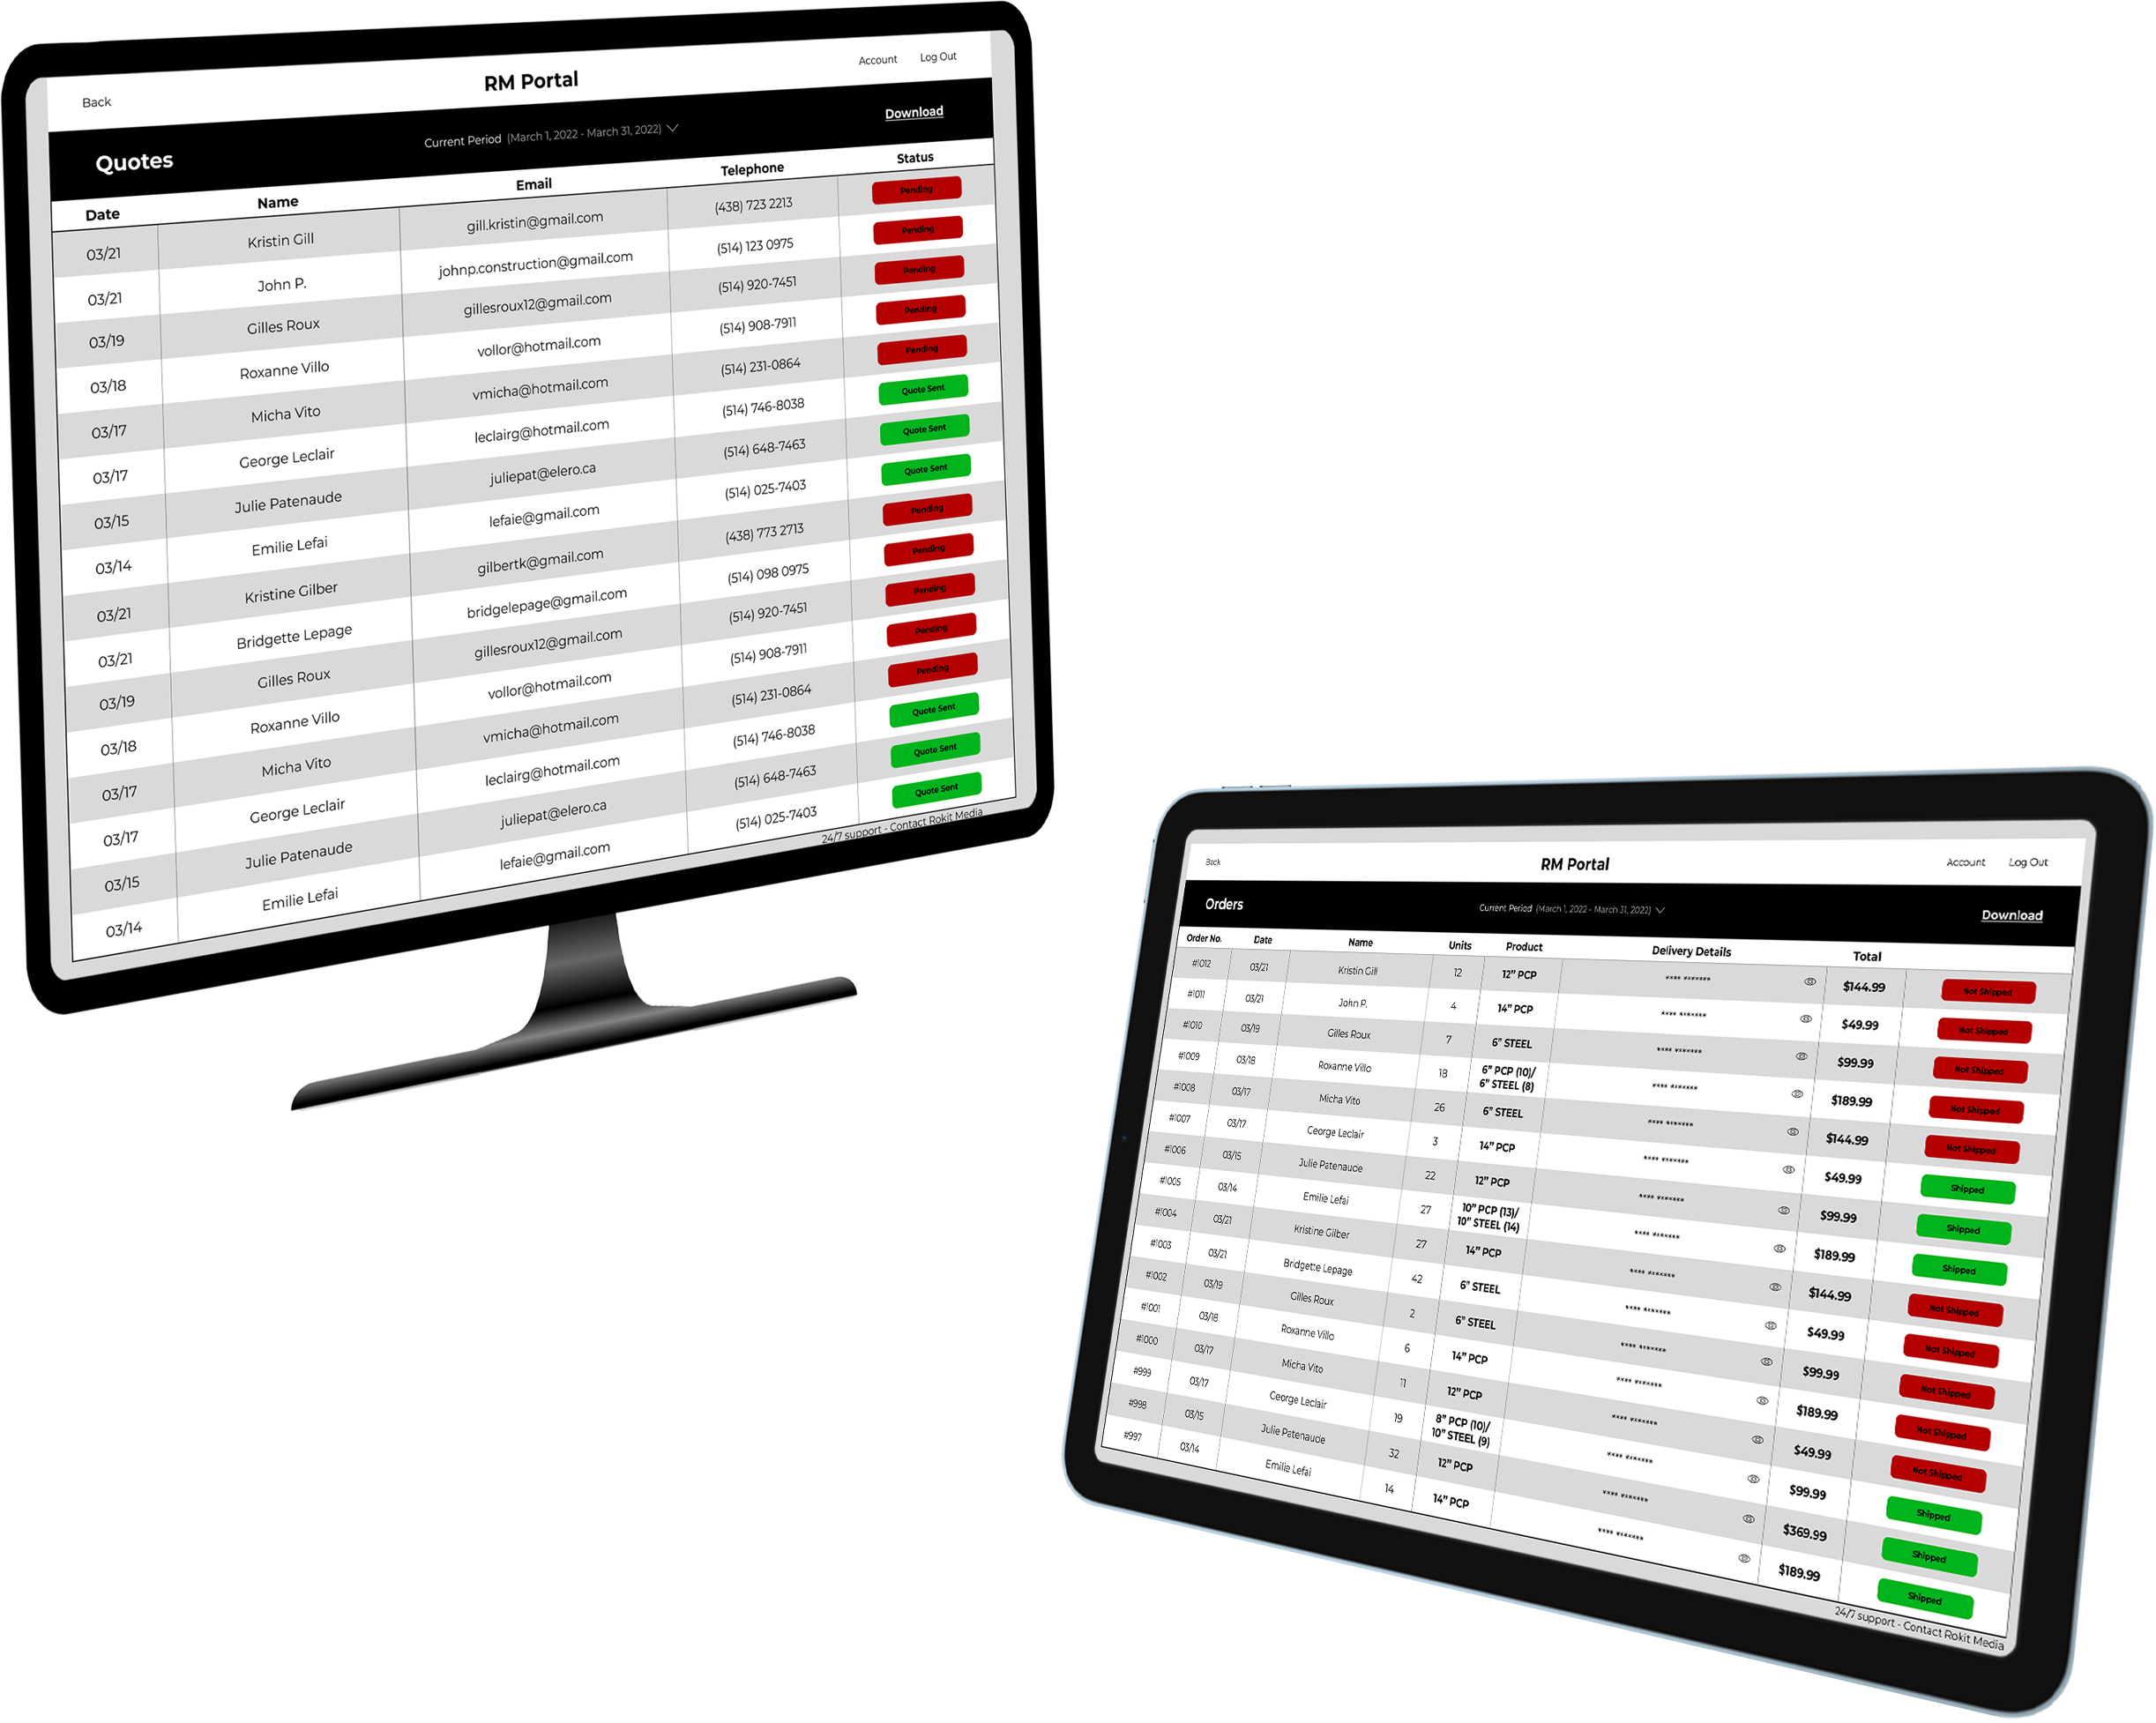 Back RM Portal Account Log Out
Quotes Current Period (March 1, 2022 - March 31, 2022) Download
Date Name Email Telephone Status
03/21 Kristin Gill gill.kristin@gmail.com (438) 723 2213 Pending
03/21 John P. johnp.construction@gmail.com (514) 123 0975 Pending
03/19 Gilles Roux gillesroux12@gmail.com (514) 920-7451 Pending
03/18 Roxanne Villo vollor@hotmail.com (514) 908-7911 Pending
03/17 Micha Vito vmicha@hotmail.com (514) 231-0864 Pending
03/17 George Leclair leclairg@hotmail.com (514) 746-8038 Quote Sent
03/15 Julie Patenaude juliepat@elero.ca (514) 648-7463 Quote Sent
03/14 Emilie Lefai lefaie@gmail.com (514) 025-7403 Quote Sent
03/21 Kristine Gilber gilbertk@gmail.com (438) 773 2713 Pending
03/21 Bridgette Lepage bridgelepage@gmail.com (514) 098 0975 Pending
03/19 Gilles Roux gillesroux12@gmail.com (514) 920-7451 Pending
03/18 Roxanne Villo vollor@hotmail.com (514) 908-7911 Pending
03/17 Micha Vito vmicha@hotmail.com (514) 231-0864 Pending
03/17 George Leclair leclairg@hotmail.com (514) 746-8038 Quote Sent
03/15 Julie Patenaude juliepat@elero.ca (514) 648-7463 Quote Sent
03/14 Emilie Lefai lefaie@gmail.com (514) 025-7403 Quote Sent
24/7 support - Contact Rokit Media
Back RM Portal Account Log Out
Orders Current Period (March 1, 2022 - March 31, 2022) Download
Order No. Date Name Units Product Delivery Details Total
#1012 03/21 Kristin Gill 12 12” PCP **** ******* $144.99 Not Shipped
#1011 03/21 John P. 4 14” PCP **** ******* $49.99 Not Shipped
#1010 03/19 Gilles Roux 7 6” STEEL **** ******* $99.99 Not Shipped
#1009 03/18 Roxanne Villo 18 6” PCP (10)/ 6” STEEL (8) **** ******* $189.99 Not Shipped
#1008 03/17 Micha Vito 26 6” STEEL **** ******* $144.99 Not Shipped
#1007 03/17 George Leclair 3 14” PCP **** ******* $49.99 Shipped
#1006 03/15 Julie Patenaude 22 12” PCP **** ******* $99.99 Shipped
#1005 03/14 Emilie Lefai 27 10” PCP (13)/ 10” STEEL (14) **** ******* $189.99 Shipped
#1004 03/21 Kristine Gilber 27 14” PCP **** ******* $144.99 Not Shipped
#1003 03/21 Bridgette Lepage 42 6” STEEL **** ******* $49.99 Not Shipped
#1002 03/19 Gilles Roux 2 6” STEEL **** ******* $99.99 Not Shipped
#1001 03/18 Roxanne Villo 6 14” PCP **** ******* $189.99 Not Shipped
#1000 03/17 Micha Vito 11 12” PCP **** ******* $49.99 Not Shipped
#999 03/17 George Leclair 19 8” PCP (10)/ 10” STEEL (9) **** ******* $99.99 Shipped
#998 03/15 Julie Patenaude 32 12” PCP **** ******* $369.99 Shipped
#997 03/14 Emilie Lefai 14 14” PCP **** ******* $189.99 Shipped
24/7 support - Contact Rokit Media